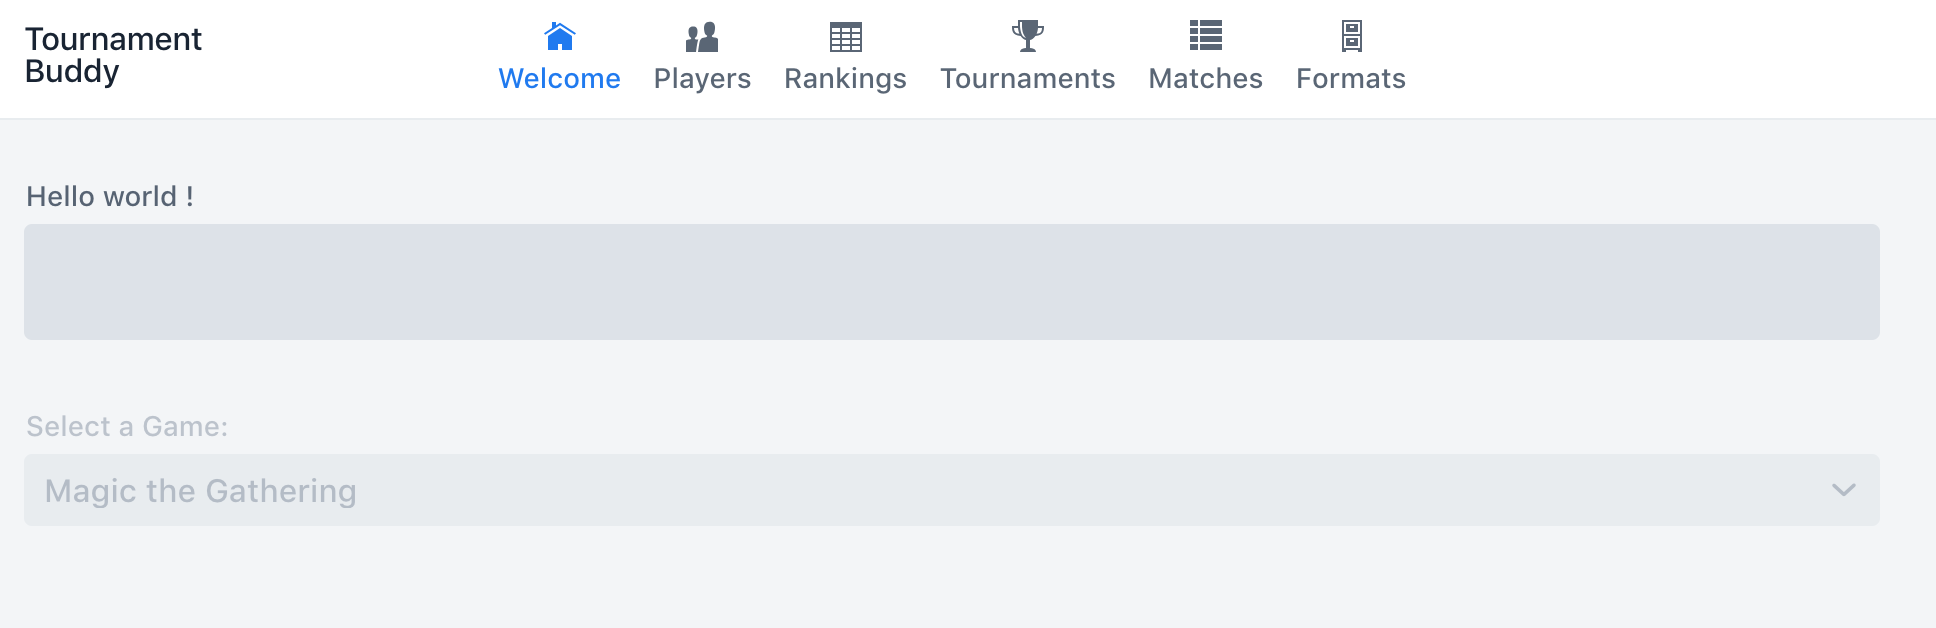 Tournament
Buddy
Welcome Players Rankings Tournaments Matches Formats
Hello world !
Select a Game:
Magic the Gathering